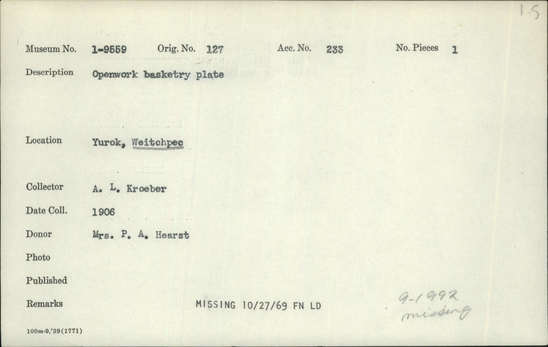 1-5
Museum No. 1-9559 Orig. No. 127 Acc. No. 233 No. Pieces 1
Description Openwork basketry plate
Location Yurok, Weitchpec
Collector A. L. Kroeber
Date Coll. 1906
Donor Mrs. P. A. Hearst
Photo
Published
Remarks MISSING 10/27/69 FN LD
9-1992
missing
100m-9,'39(1771)